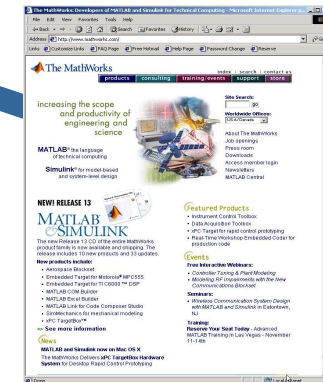 The MathWorks: Developers of MATLAB and Simulink for Technical Computing - Microsoft Internet Explorer
File Edit View Favorites Tools Help
Back Search Favorites History
Address http://www.mathworks.com/ Go
Links Customize Links FAQ Page Free Hotmail Help Page Password Change Reserve
The MathWorks
index | search | contact us
products consulting training/events support store
increasing the scope
and productivity of
engineering and
science
MATLAB® the language
of technical computing
Simulink® for model-based
and system-level design
Site Search:
go
Worldwide Offices:
USA/Canada
About The MathWorks
Job openings
Press room
Downloads
Access member login
Newsletters
MATLAB Central
NEW! RELEASE 13
MATLAB
&SIMULINK
The new Release 13 CD of the entire MathWorks
product family is now available and shipping. The
release includes 10 new products and 33 updates.
New products include:
• Aerospace Blockset
• Embedded Target for Motorola® MPC555
• Embedded Target for TI C6000™ DSP
• MATLAB COM Builder
• MATLAB Excel Builder
• MATLAB Link for Code Composer Studio
• SimMechanics for mechanical modeling
• xPC TargetBox™
>> See more information
News
MATLAB and Simulink now on Mac OS X
The MathWorks Delivers xPC TargetBox Hardware
System for Desktop Rapid Control Prototyping
Featured Products
• Instrument Control Toolbox
• Data Acquisition Toolbox
• xPC Target for rapid control prototyping
• Real-Time Workshop Embedded Coder for
production code
Events
Free Interactive Webinars:
• Controller Tuning & Plant Modeling
• Modeling RF Impairments with the New
Communications Blockset
Seminars:
• Wireless Communication System Design
with MATLAB and Simulink in Eatontown,
NJ
Training:
Reserve Your Seat Today - Advanced
MATLAB Training in Las Vegas - November
11-14th
Done